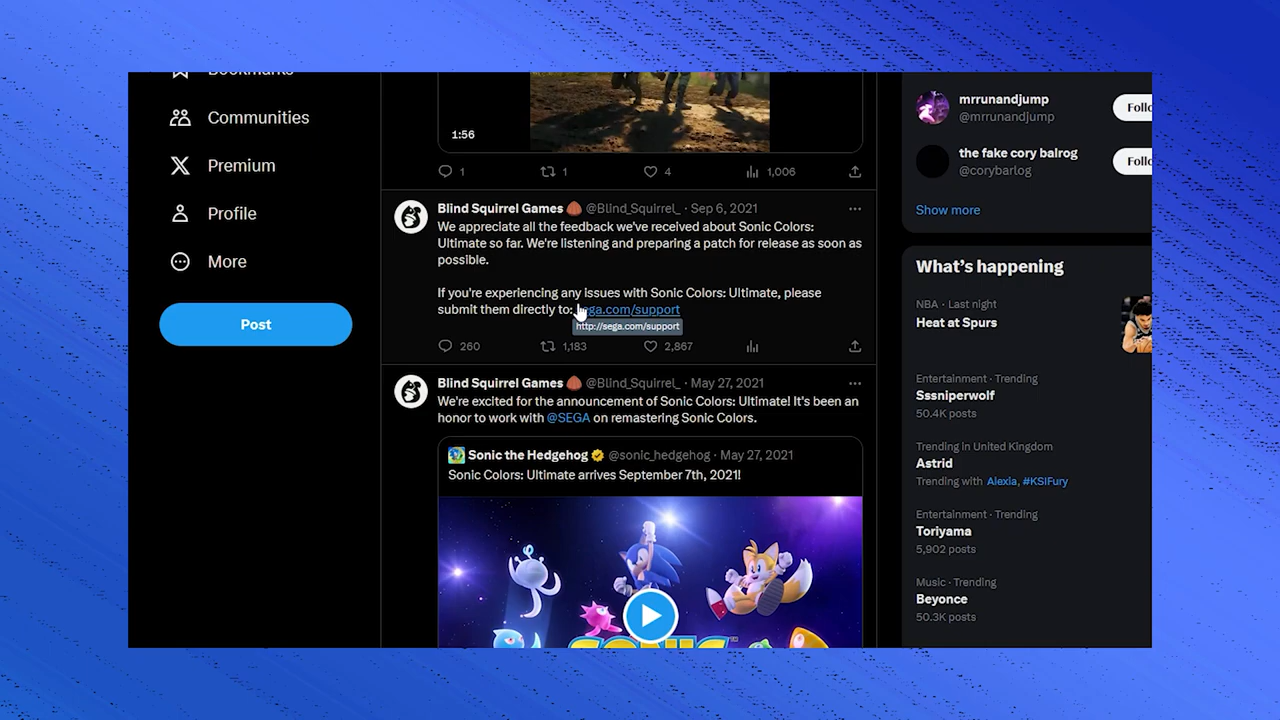 Bookmarks
Communities
Premium
Profile
More
Post
1:56
1
1
4
1,006
Blind Squirrel Games @Blind_Squirrel_ · Sep 6, 2021
We appreciate all the feedback we've received about Sonic Colors:
Ultimate so far. We're listening and preparing a patch for release as soon as
possible.
If you're experiencing any issues with Sonic Colors: Ultimate, please
submit them directly to: sega.com/support
http://sega.com/support
260
1,183
2,867
Blind Squirrel Games @Blind_Squirrel_ · May 27, 2021
We're excited for the announcement of Sonic Colors: Ultimate! It's been an
honor to work with @SEGA on remastering Sonic Colors.
Sonic the Hedgehog @sonic_hedgehog · May 27, 2021
Sonic Colors: Ultimate arrives September 7th, 2021!
SONIC
mrrunandjump
@mrrunandjump
Follo
the fake cory balrog
@corybarlog
Follo
Show more
What's happening
NBA · Last night
Heat at Spurs
Entertainment · Trending
Sssniperwolf
50.4K posts
Trending in United Kingdom
Astrid
Trending with Alexia, #KSIFury
Entertainment · Trending
Toriyama
5,902 posts
Music · Trending
Beyonce
50.3K posts